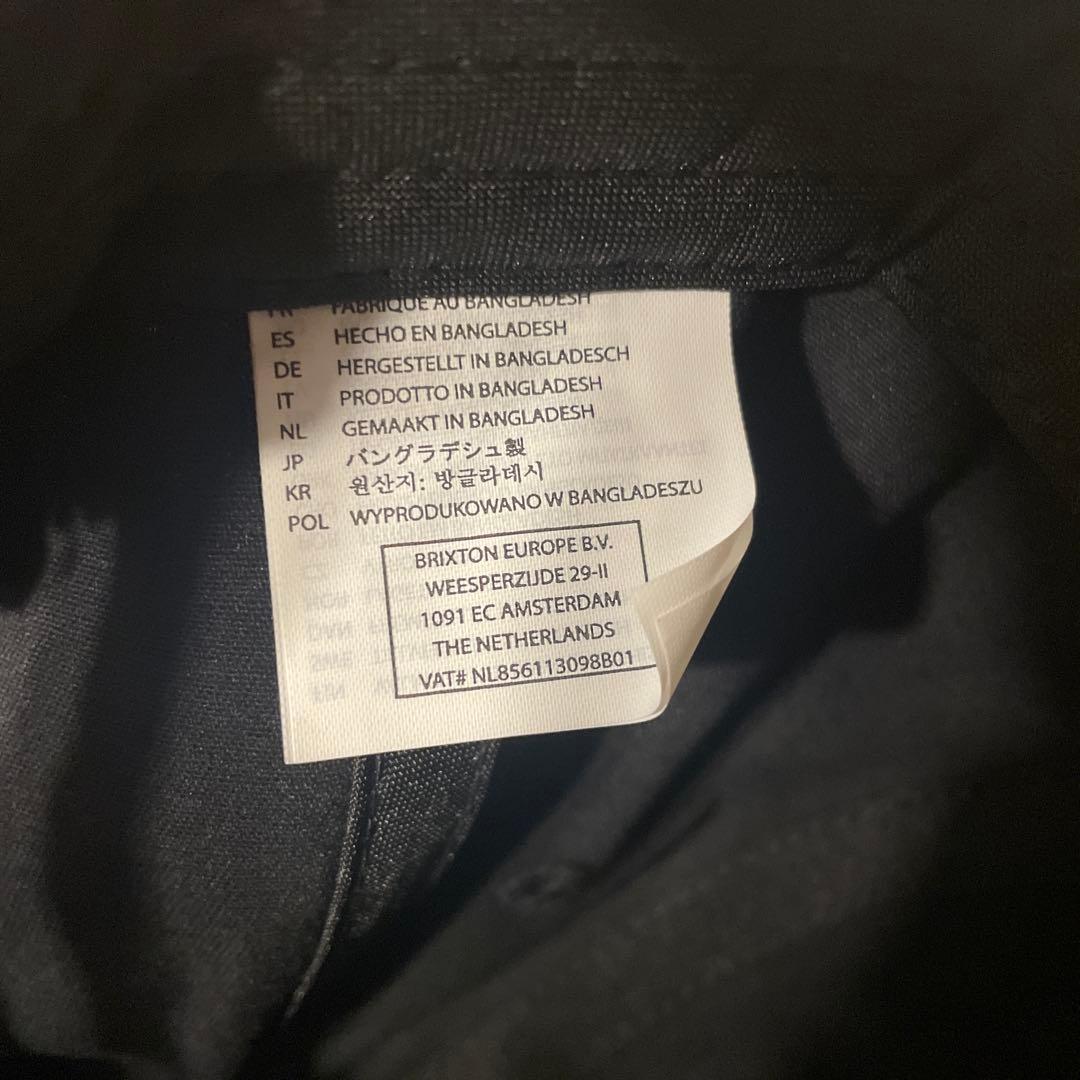 FR FABRIQUÉ AU BANGLADESH
ES HECHO EN BANGLADESH
DE HERGESTELLT IN BANGLADESCH
IT PRODOTTO IN BANGLADESH
NL GEMAAKT IN BANGLADESH
JP バングラデシュ製
KR 원산지: 방글라데시
POL WYPRODUKOWANO W BANGLADESZU
BRIXTON EUROPE B.V.
WEESPERZIJDE 29-II
1091 EC AMSTERDAM
THE NETHERLANDS
VAT# NL856113098B01